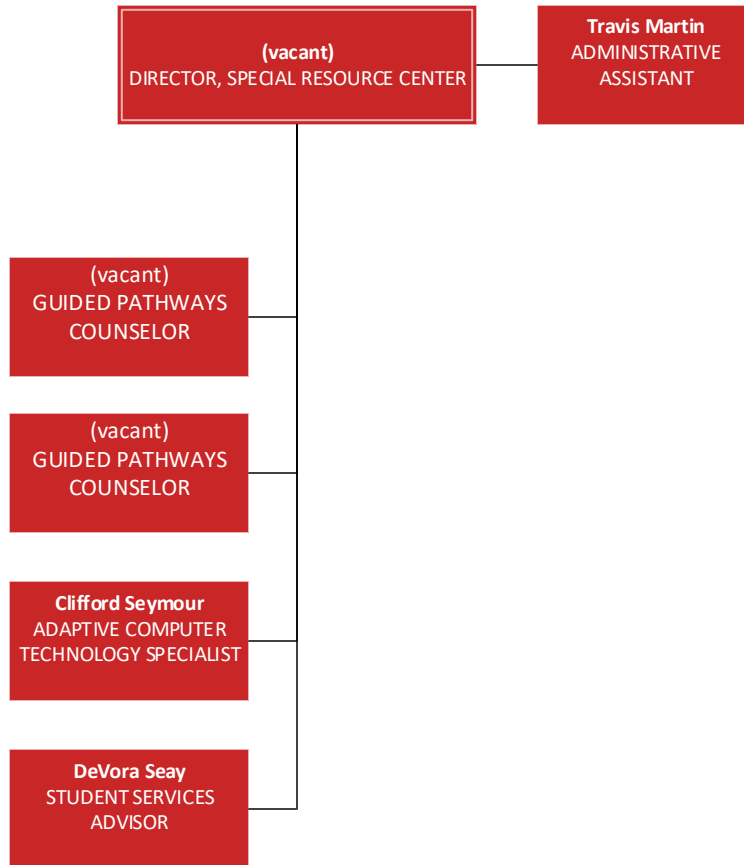 (vacant)
DIRECTOR, SPECIAL RESOURCE CENTER
Travis Martin
ADMINISTRATIVE
ASSISTANT
(vacant)
GUIDED PATHWAYS
COUNSELOR
(vacant)
GUIDED PATHWAYS
COUNSELOR
Clifford Seymour
ADAPTIVE COMPUTER
TECHNOLOGY SPECIALIST
DeVora Seay
STUDENT SERVICES
ADVISOR